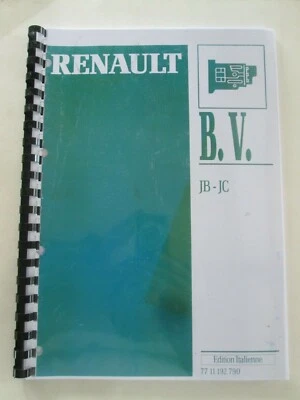 RENAULT
B. V.
JB - JC
Edition Italienne
77 11 192 790